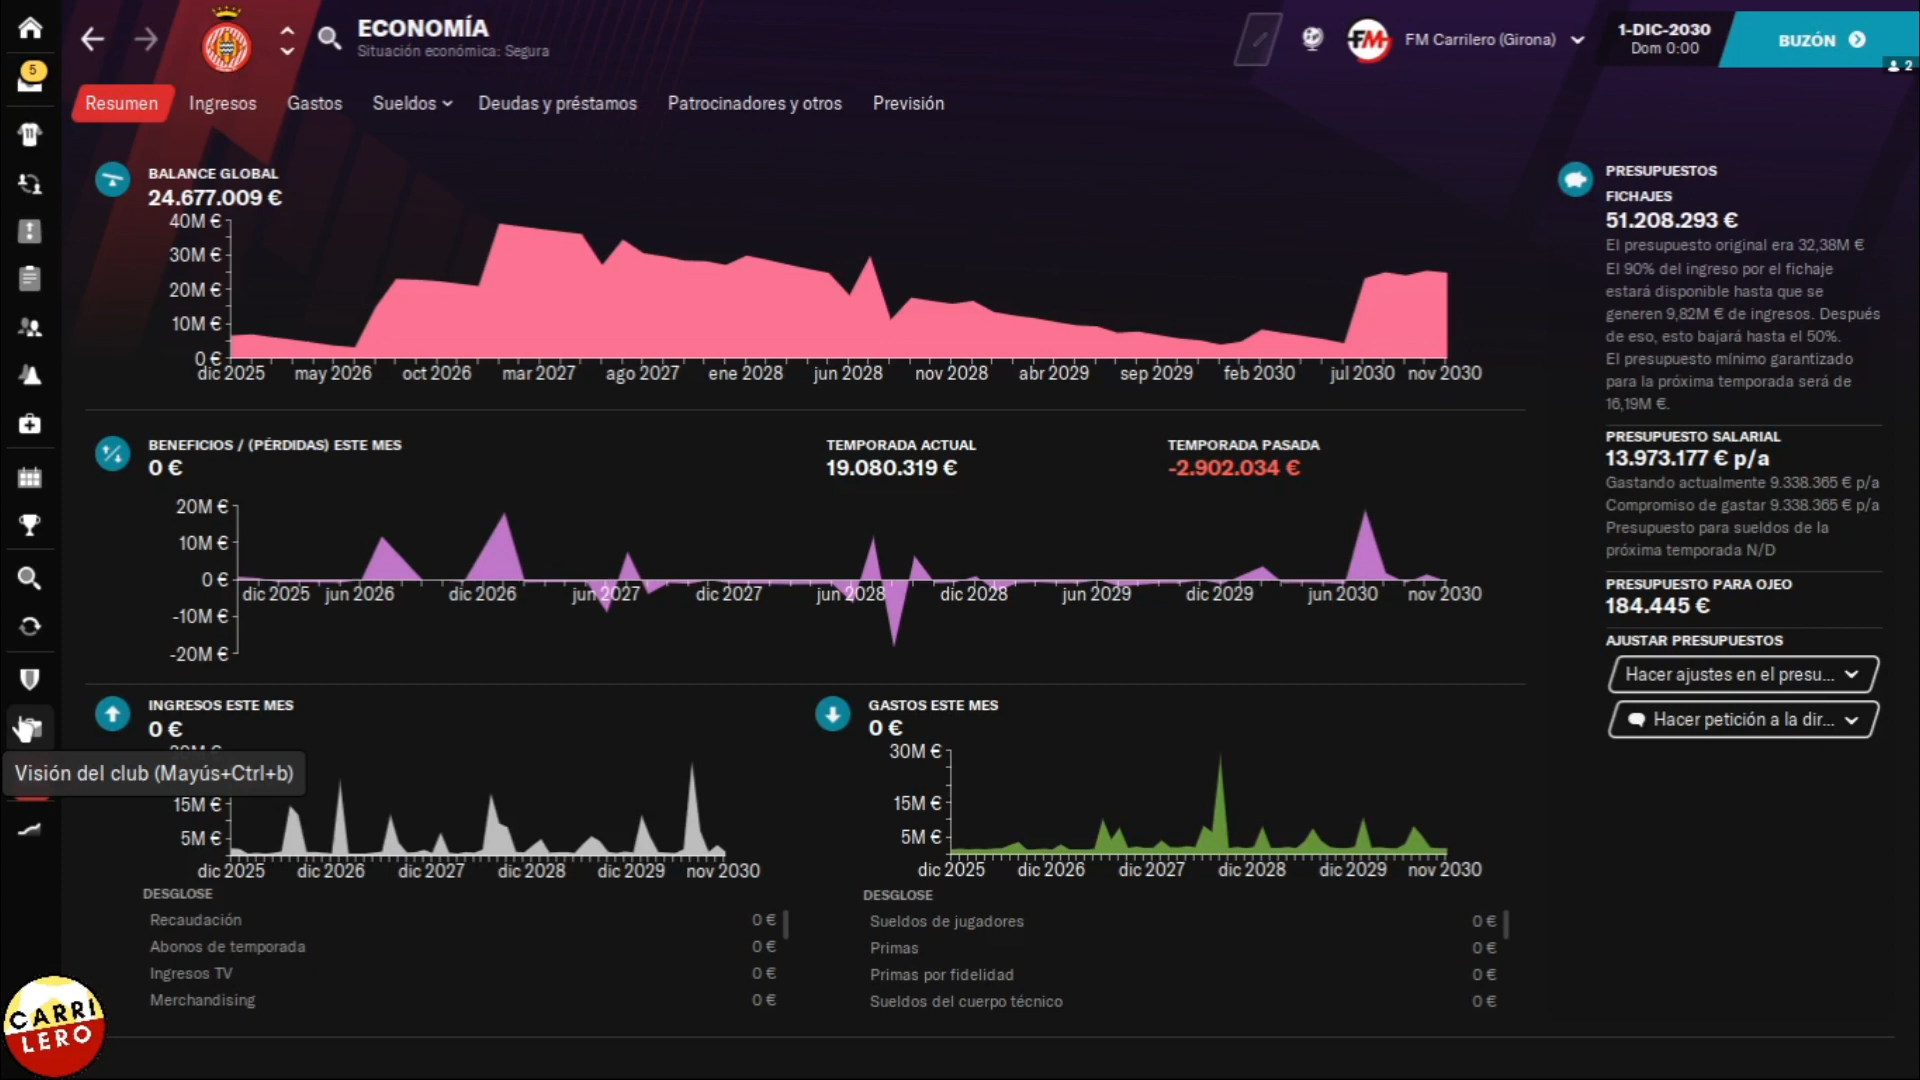 ECONOMÍA
Situación económica: Segura
FM Carrilero (Girona)
1-DIC-2030
Dom 0:00
BUZÓN
2
5
Resumen Ingresos Gastos Sueldos Deudas y préstamos Patrocinadores y otros Previsión
BALANCE GLOBAL
24.677.009 €
40M €
30M €
20M €
10M €
0 €
dic 2025 may 2026 oct 2026 mar 2027 ago 2027 ene 2028 jun 2028 nov 2028 abr 2029 sep 2029 feb 2030 jul 2030 nov 2030
BENEFICIOS / (PÉRDIDAS) ESTE MES
0 €
TEMPORADA ACTUAL
19.080.319 €
TEMPORADA PASADA
-2.902.034 €
20M €
10M €
0 €
-10M €
-20M €
dic 2025 jun 2026 dic 2026 jun 2027 dic 2027 jun 2028 dic 2028 jun 2029 dic 2029 jun 2030 nov 2030
INGRESOS ESTE MES
0 €
Visión del club (Mayús+Ctrl+b)
15M €
5M €
dic 2025 dic 2026 dic 2027 dic 2028 dic 2029 nov 2030
DESGLOSE
Recaudación 0 €
Abonos de temporada 0 €
Ingresos TV 0 €
Merchandising 0 €
GASTOS ESTE MES
0 €
30M €
15M €
5M €
dic 2025 dic 2026 dic 2027 dic 2028 dic 2029 nov 2030
DESGLOSE
Sueldos de jugadores 0 €
Primas 0 €
Primas por fidelidad 0 €
Sueldos del cuerpo técnico 0 €
PRESUPUESTOS
FICHAJES
51.208.293 €
El presupuesto original era 32,38M €
El 90% del ingreso por el fichaje
estará disponible hasta que se
generen 9,82M € de ingresos. Después
de eso, esto bajará hasta el 50%.
El presupuesto mínimo garantizado
para la próxima temporada será de
16,19M €.
PRESUPUESTO SALARIAL
13.973.177 € p/a
Gastando actualmente 9.338.365 € p/a
Compromiso de gastar 9.338.365 € p/a
Presupuesto para sueldos de la
próxima temporada N/D
PRESUPUESTO PARA OJEO
184.445 €
AJUSTAR PRESUPUESTOS
Hacer ajustes en el presu...
Hacer petición a la dir...
CARRI
LERO